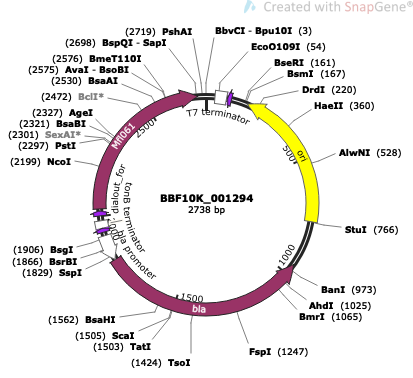 Created with SnapGene®
(2719) PshAI
BbvCI - Bpu10I (3)
(2698) BspQI - SapI
EcoO109I (54)
(2576) BmeT110I
BseRI (161)
(2575) AvaI - BsoBI
BsmI (167)
(2530) BsaAI
DrdI (220)
(2472) BclI*
HaeII (360)
(2327) AgeI
(2321) BsaBI
(2301) SexAI*
(2297) PstI
AlwNI (528)
(2199) NcoI
T7 terminator
2500
Mfl061
ori
500
dialout_for
tonB terminator
bla promoter
BBF10K_001294
2738 bp
StuI (766)
(1906) BsgI
(1866) BsrBI
(1829) SspI
1000
BanI (973)
AhdI (1025)
BmrI (1065)
1500
bla
(1562) BsaHI
(1505) ScaI
(1503) TatI
(1424) TsoI
FspI (1247)